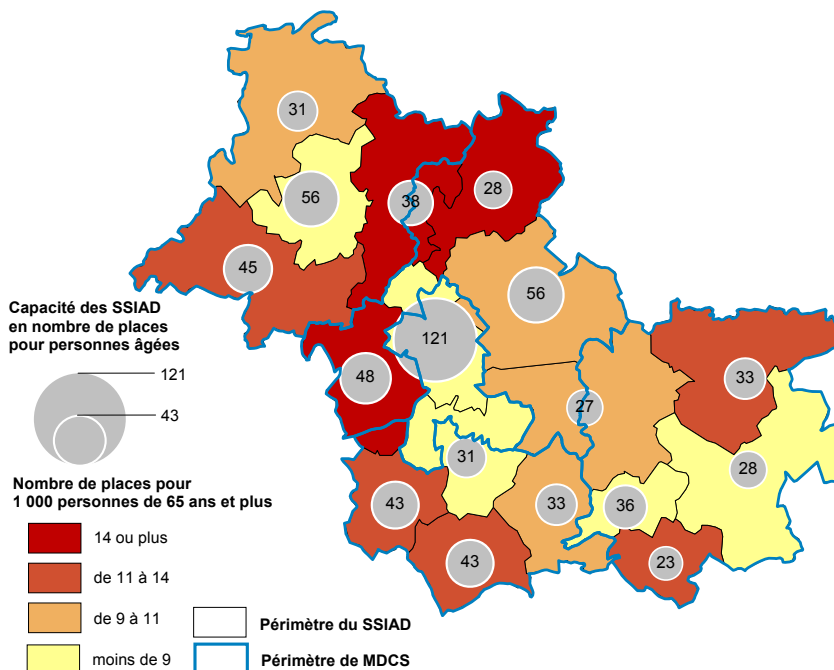 31
56
38
28
45
56
121
48
33
27
31
28
43
33
36
43
23
Capacité des SSIAD
en nombre de places
pour personnes âgées
121
43
Nombre de places pour
1 000 personnes de 65 ans et plus
14 ou plus
de 11 à 14
de 9 à 11
moins de 9
Périmètre du SSIAD
Périmètre de MDCS